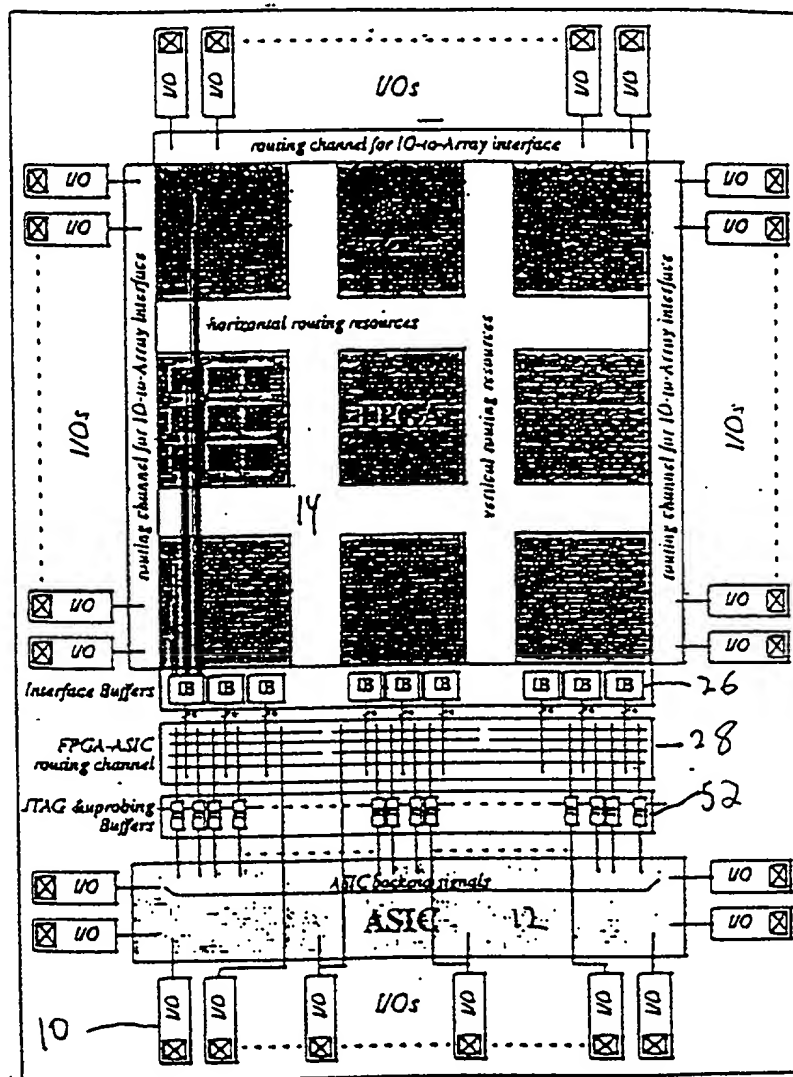 I/O I/O I/O I/O
I/Os
routing channel for IO-to-Array interface
I/O I/O
I/O I/O
routing channel for IO-to-Array interface
horizontal routing resources
vertical routing resources
routing channel for IO-to-Array interface
I/Os
I/Os
FPGA
14
I/O I/O
I/O I/O
Interface Buffers
IB IB IB IB IB IB IB IB IB
26
FPGA-ASIC
routing channel
28
JTAG &µprobing
Buffers
52
ASIC backend signals
I/O I/O
ASIC
12
I/O I/O
I/O I/O I/O I/O I/O I/O
I/Os
10